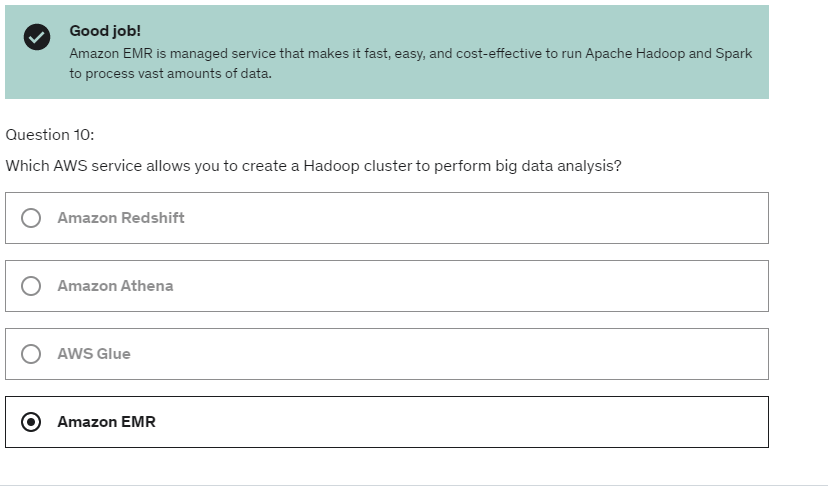 Good job!
Amazon EMR is managed service that makes it fast, easy, and cost-effective to run Apache Hadoop and Spark
to process vast amounts of data.
Question 10:
Which AWS service allows you to create a Hadoop cluster to perform big data analysis?
Amazon Redshift
Amazon Athena
AWS Glue
Amazon EMR